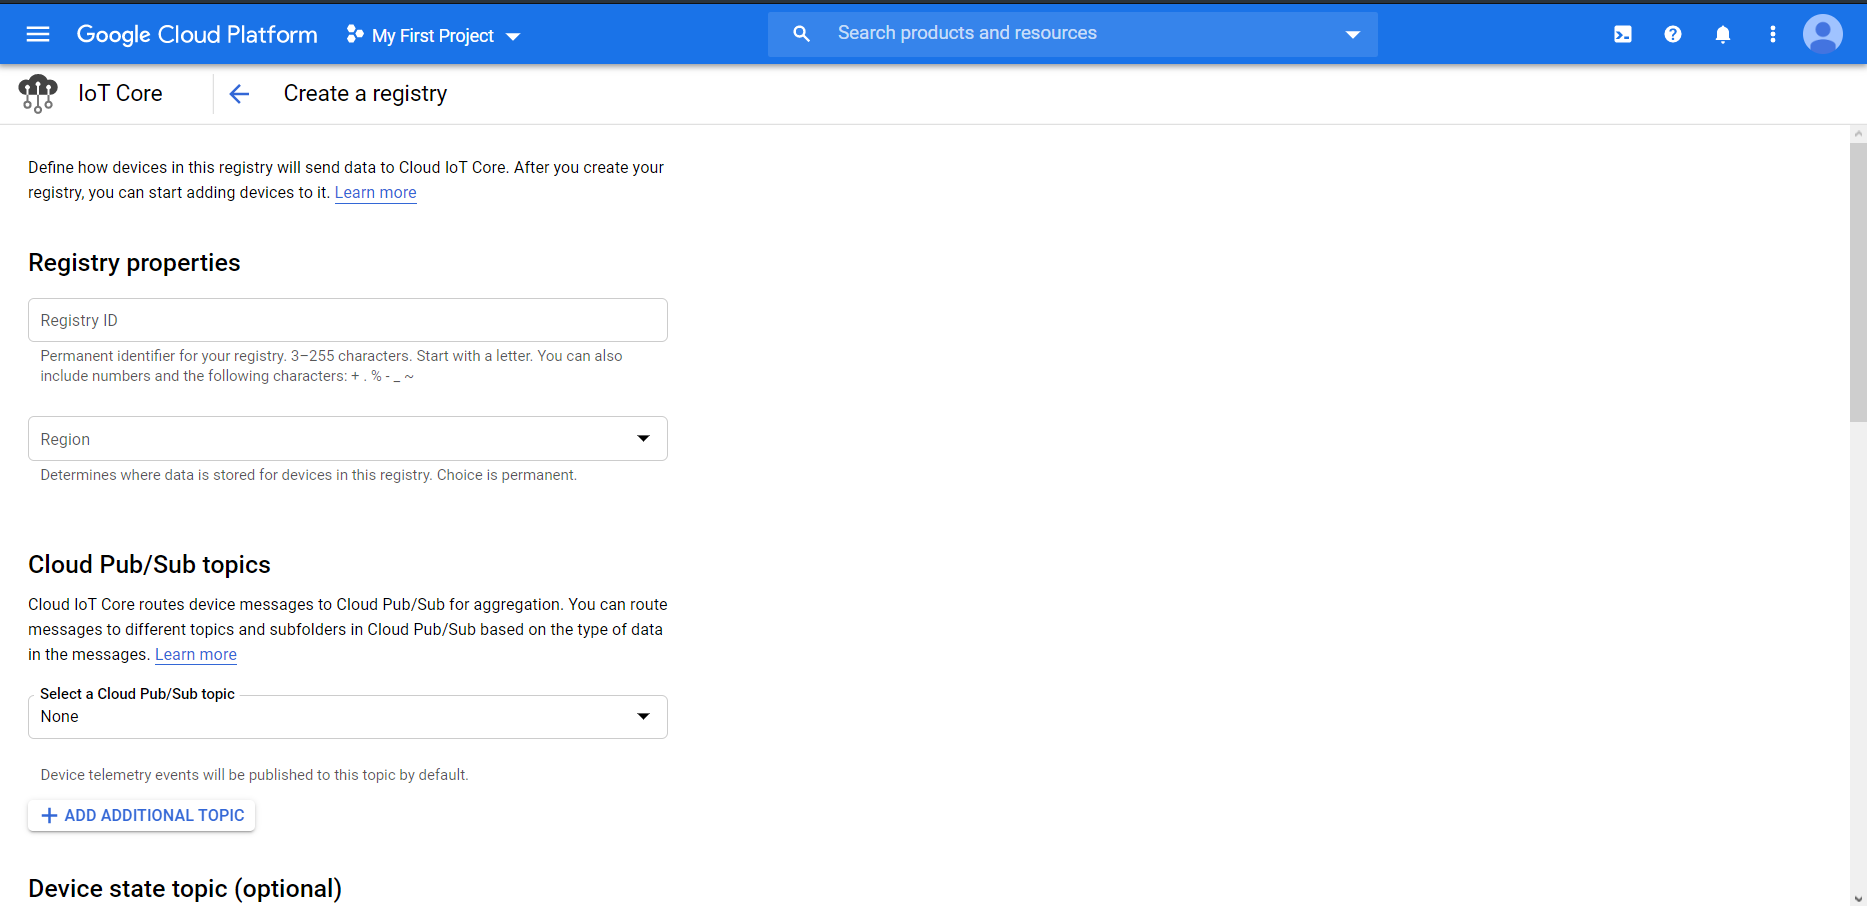 Google Cloud Platform
My First Project
Search products and resources
IoT Core
Create a registry
Define how devices in this registry will send data to Cloud IoT Core. After you create your
registry, you can start adding devices to it. Learn more
Registry properties
Registry ID
Permanent identifier for your registry. 3–255 characters. Start with a letter. You can also
include numbers and the following characters: + . % - _ ~
Region
Determines where data is stored for devices in this registry. Choice is permanent.
Cloud Pub/Sub topics
Cloud IoT Core routes device messages to Cloud Pub/Sub for aggregation. You can route
messages to different topics and subfolders in Cloud Pub/Sub based on the type of data
in the messages. Learn more
Select a Cloud Pub/Sub topic
None
Device telemetry events will be published to this topic by default.
ADD ADDITIONAL TOPIC
Device state topic (optional)